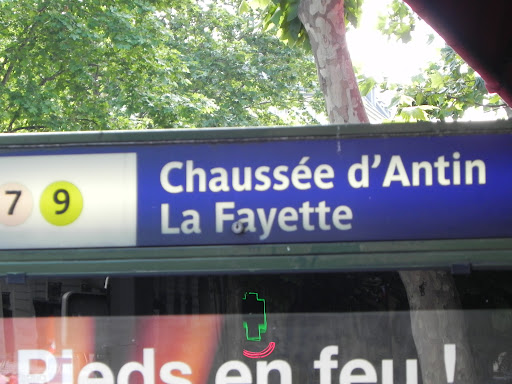 7 9
Chaussée d'Antin
La Fayette
Pieds en feu !